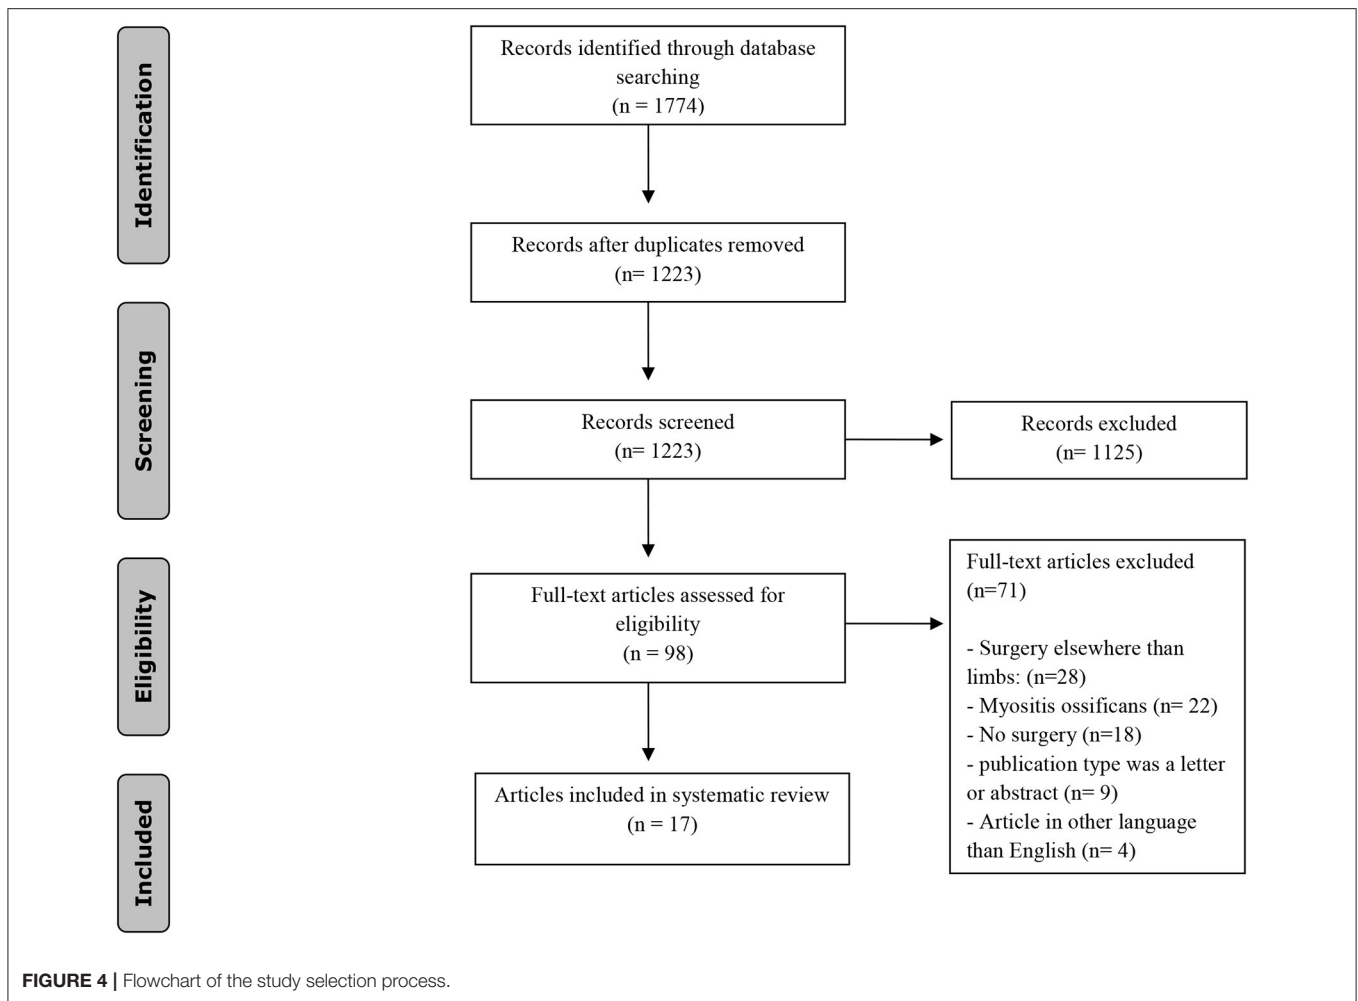 Identification
Records identified through database
searching
(n = 1774)
Records after duplicates removed
(n= 1223)
Screening
Records screened
(n= 1223)
Records excluded
(n= 1125)
Eligibility
Full-text articles assessed for
eligibility
(n = 98)
Full-text articles excluded
(n=71)
- Surgery elsewhere than
limbs: (n=28)
- Myositis ossificans (n= 22)
- No surgery (n=18)
- publication type was a letter
or abstract (n= 9)
- Article in other language
than English (n= 4)
Included
Articles included in systematic review
(n = 17)
FIGURE 4 | Flowchart of the study selection process.